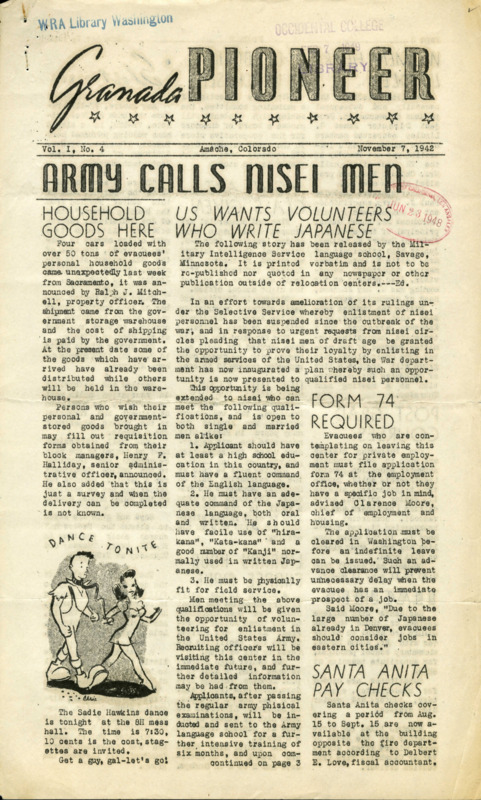 WRA Library Washington
OCCIDENTAL COLLEGE
Granada PIONEER
Vol. I, No. 4 Amache, Colorado November 7, 1942
ARMY CALLS NISEI MEN
JUN 23 1948
HOUSEHOLD
GOODS HERE
Four cars loaded with
over 50 tons of evacuees'
personal household goods
came unexpectedly last week
from Sacramento, it was an-
nounced by Ralph J. Mitch-
ell, property officer. The
shipment came from the gov-
ernment storage warehouse
and the cost of shipping
is paid by the government.
At the present date some of
the goods which have ar-
rived have already been
distributed while others
will be held in the ware-
house.
Persons who wish their
personal and government-
stored goods brought in
may fill out requisition
forms obtained from their
block managers, Henry F.
Halliday, senior adminis-
trative officer, announced.
He also added that this is
just a survey and when the
delivery can be completed
is not known.
DANCE TONITE
The Sadie Hawkins dance
is tonight at the 8H mess
hall. The time is 7:30,
10 cents is the cost, stag-
ettes are invited.
Get a guy, gal-let's go!
US WANTS VOLUNTEERS
WHO WRITE JAPANESE
The following story has been released by the Mil-
itary Intelligence Service language school, Savage,
Minnesota. It is printed verbatim and is not to be
re-published nor quoted in any newspaper or other
publication outside of relocation centers.---Ed.
In an effort towards amelioration of its rulings un-
der the Selective Service whereby enlistment of nisei
personnel has been suspended since the outbreak of the
war, and in response to urgent requests from nisei cir-
cles pleading that nisei men of draft age be granted
the opportunity to prove their loyalty by enlisting in
the armed services of the United States, the War depart-
ment has now inaugurated a plan whereby such an oppor-
tunity is now presented to qualified nisei personnel.
This opportunity is being
extended to nisei who can
meet the following quali-
fications, and is open to
both single and married
men alike:
1. Applicant should have
at least a high school edu-
cation in this country, and
must have a fluent command
of the English language.
2. He must have an ade-
quate command of the Japa-
nese language, both oral
and written. He should
have facile use of "hira-
kana", "Kata-kana" and a
good number of "Kanji" nor-
mally used in written Jap-
anese.
3. He must be physically
fit for field service.
Men meeting the above
qualifications will be given
the opportunity of volun-
teering for enlistment in
the United States Army.
Recruiting officers will be
visiting this center in the
immediate future, and fur-
ther detailed information
may be had from them.
Applicants, after passing
the regular army phisical
examinations, will be in-
ducted and sent to the Army
language school for a fur-
ther intensive training of
six months, and upon com-
continued on page 3
FORM 74
REQUIRED
Evacuees who are con-
templating on leaving this
center for private employ-
ment must file application
form 74 at the employment
office, whether or not they
have a specific job in mind,
advised Clarence Moore,
chief of employment and
housing.
The application must be
cleared in Washington be-
fore an indefinite leave
can be issued. Such an ad-
vance clearance will prevent
unnecessary delay when the
evacuee has an immediate
prospect of a job.
Said Moore, "Due to the
large number of Japanese
already in Denver, evacuees
should consider jobs in
eastern cities."
SANTA ANITA
PAY CHECKS
Santa Anita checks cov-
ering a period from Aug.
15 to Sept. 15 are now a-
vailable at the building
opposite the fire depart-
ment according to Delbert
E. Love, fiscal accountant.